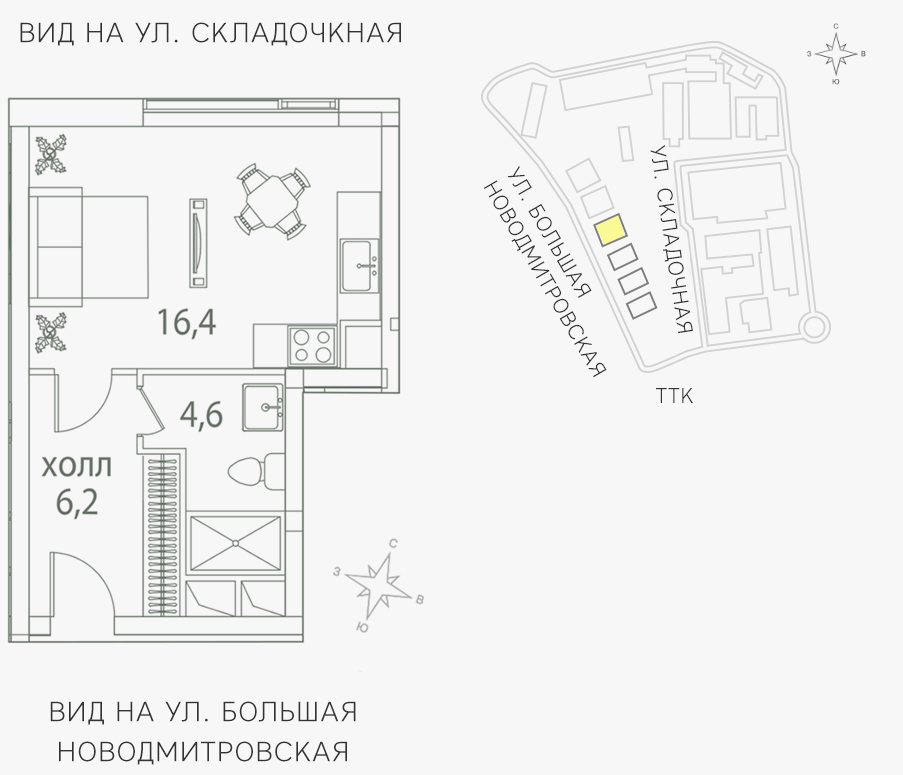 ВИД НА УЛ. СКЛАДОЧКНАЯ
16,4
4,6
ХОЛЛ
6,2
С
В
Ю
З
ВИД НА УЛ. БОЛЬШАЯ
НОВОДМИТРОВСКАЯ
С
В
Ю
З
УЛ. БОЛЬШАЯ
НОВОДМИТРОВСКАЯ
УЛ. СКЛАДОЧНАЯ
ТТК